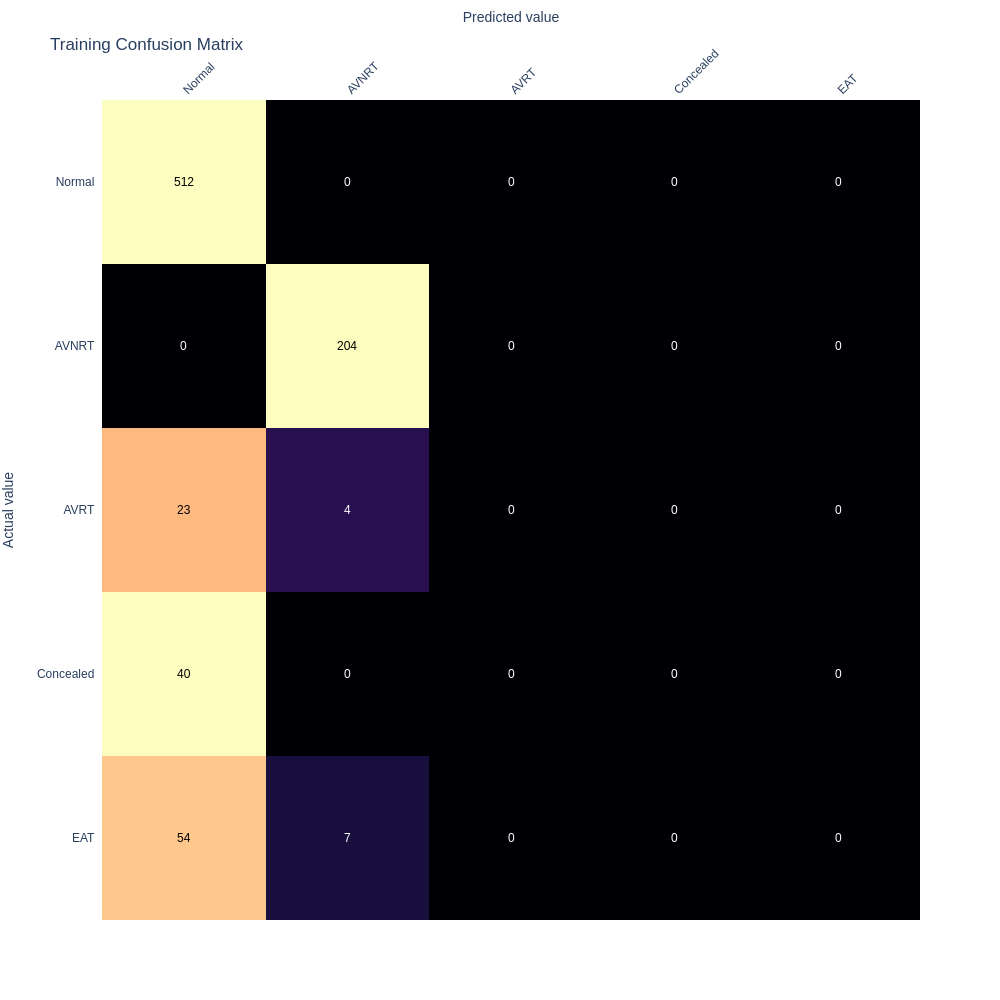 Predicted value
Training Confusion Matrix
Normal AVNRT AVRT Concealed EAT
Normal 512 0 0 0 0
AVNRT 0 204 0 0 0
AVRT 23 4 0 0 0
Concealed 40 0 0 0 0
EAT 54 7 0 0 0
Actual value